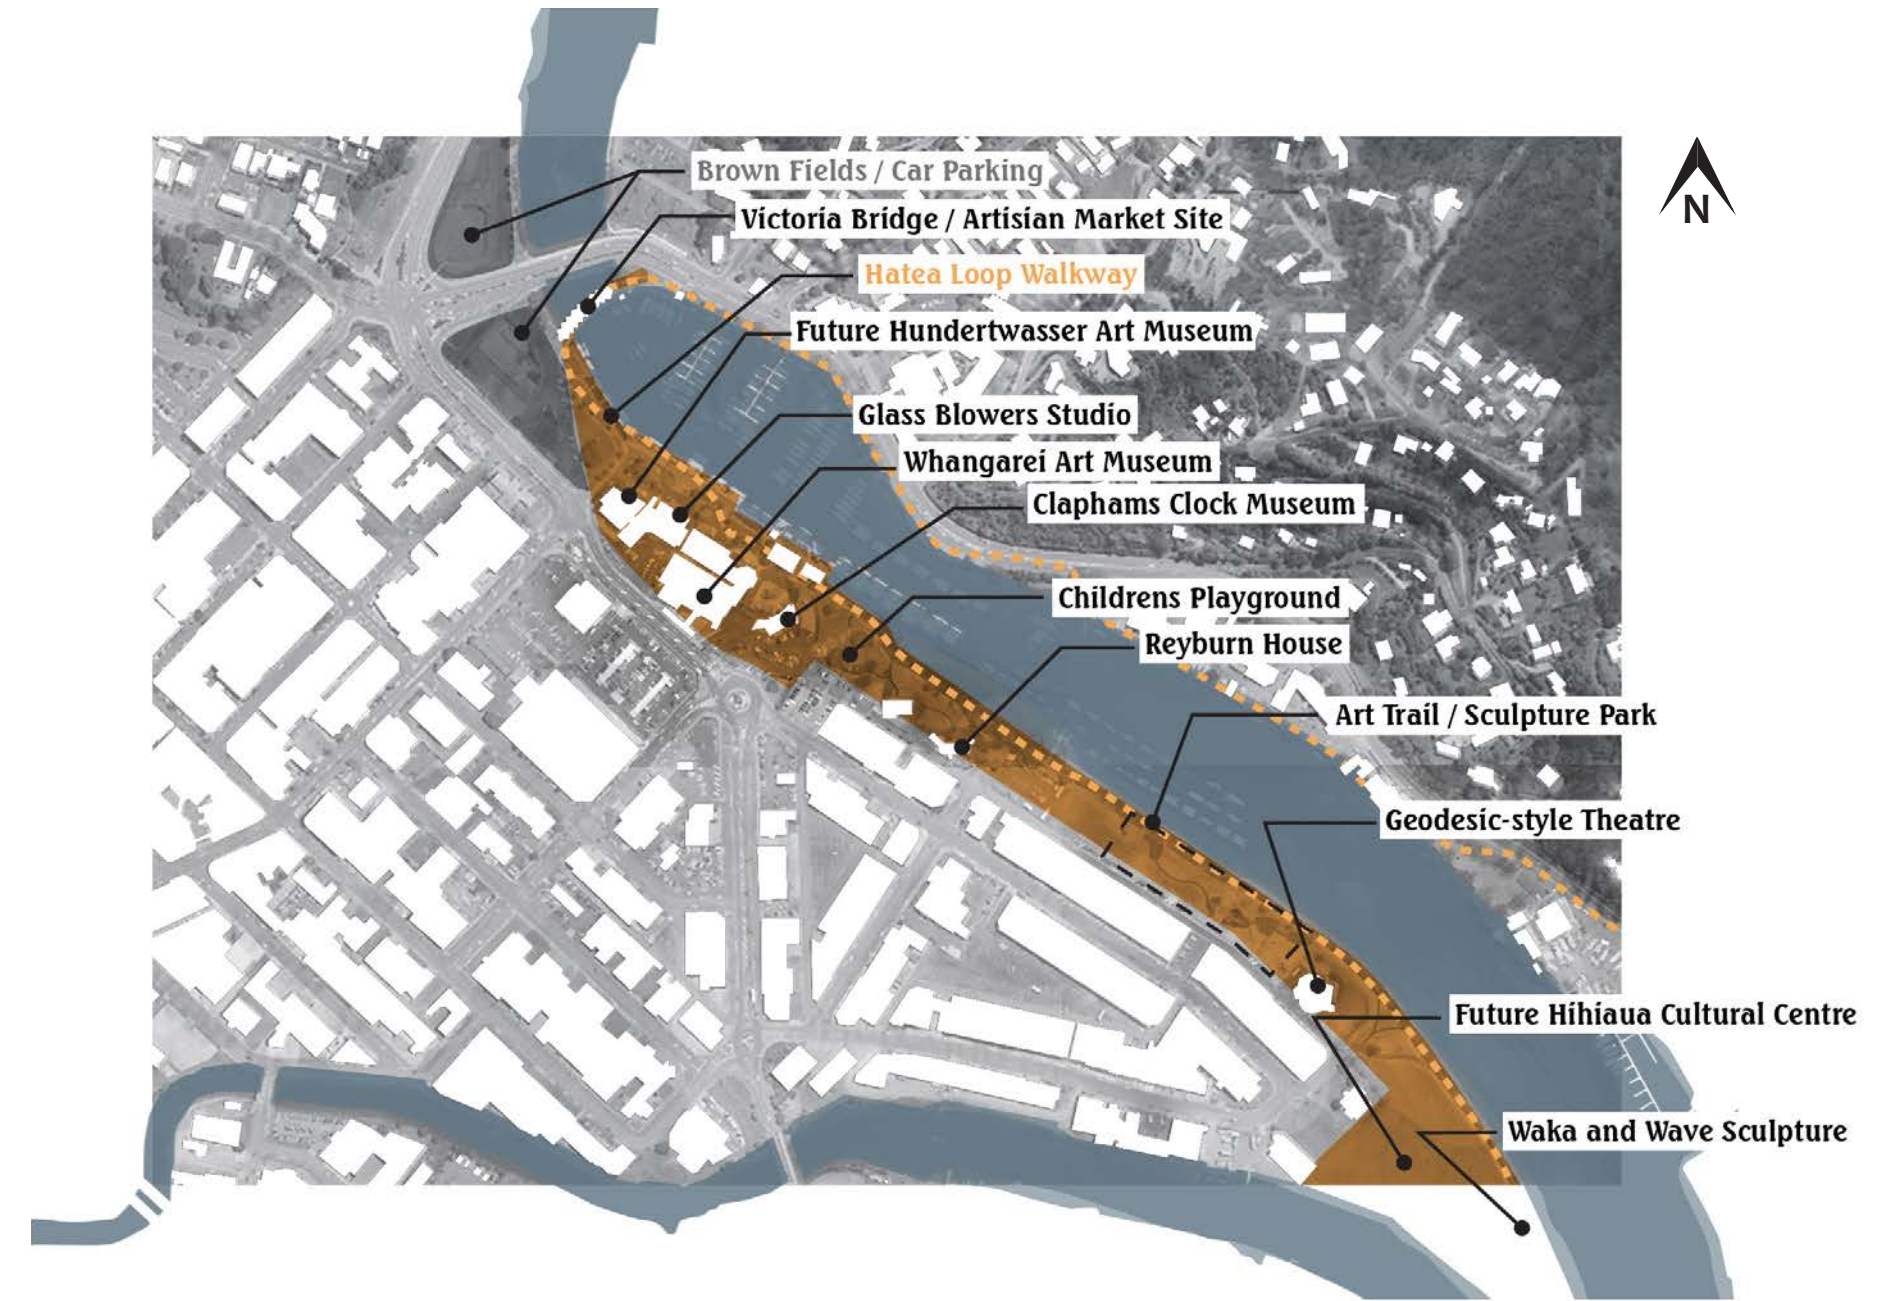 Brown Fields / Car Parking
N
Victoria Bridge / Artisian Market Site
Hatea Loop Walkway
Future Hundertwasser Art Museum
Glass Blowers Studio
Whangarei Art Museum
Claphams Clock Museum
Childrens Playground
Reyburn House
Art Trail / Sculpture Park
Geodesic-style Theatre
Future Hihiaua Cultural Centre
Waka and Wave Sculpture